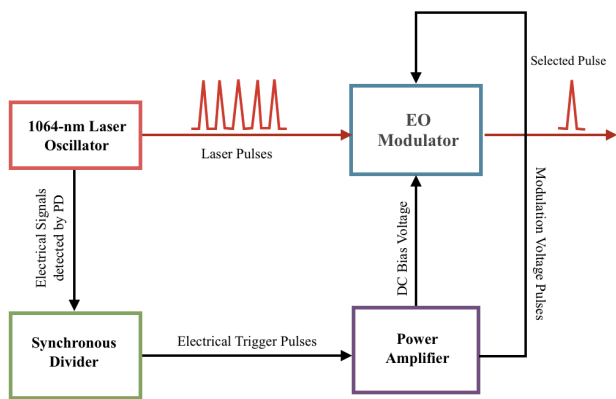 Selected Pulse
1064-nm Laser
Oscillator
EO
Modulator
Laser Pulses
Electrical Signals
detected by PD
DC Bias Voltage
Modulation Voltage Pulses
Synchronous
Divider
Electrical Trigger Pulses
Power
Amplifier